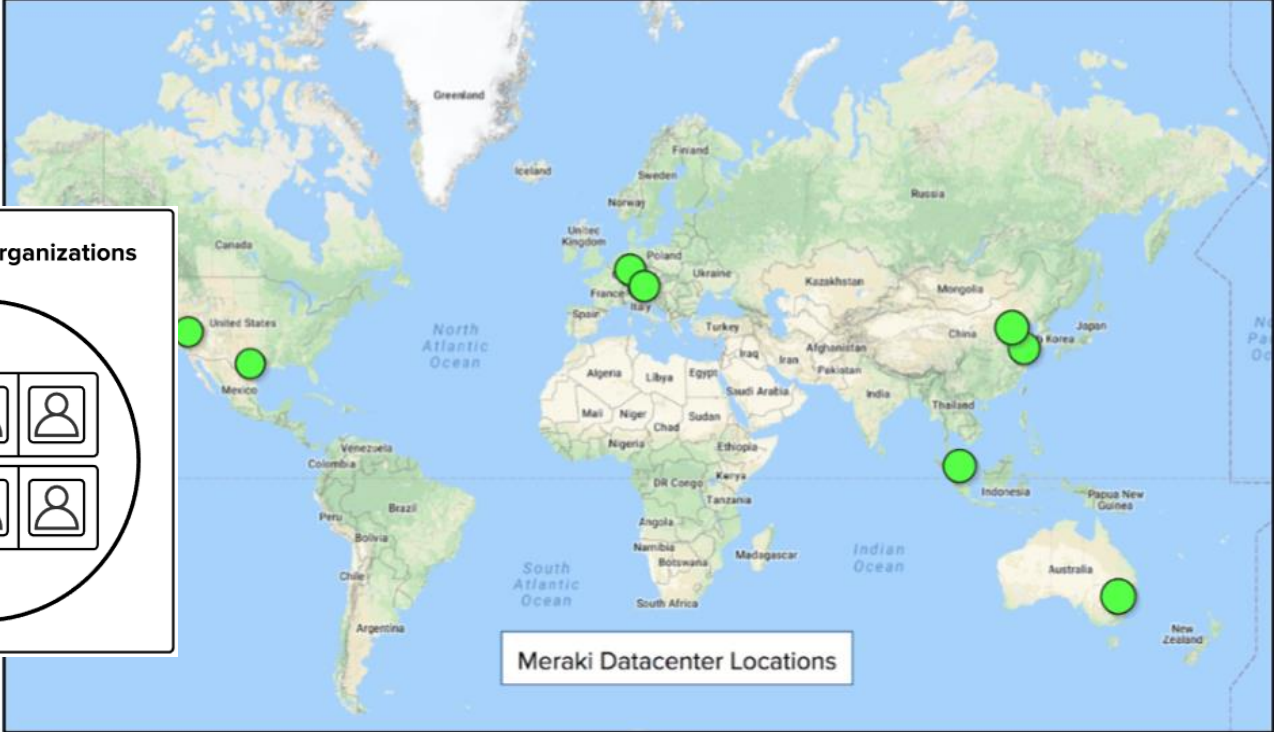 Greenland
Finland
Iceland
Sweden
Russia
Norway
rganizations
Canada
United
Kingdom
Poland
Ukraine
Kazakhstan
France
Mongolia
Italy
Spain
United States
Turkey
China
Korea
Japan
North
Atlantic
Ocean
Iraq
Iran
Afghanistan
Pakistan
Mexico
Algeria
Libya
Egypt
Saudi Arabia
India
Thailand
Mali
Niger
Chad
Sudan
Nigeria
Ethiopia
Venezuela
Colombia
DR Congo
Kenya
Tanzania
Indonesia
Papua New
Guinea
Brazil
Peru
Bolivia
Angola
Namibia
Botswana
Madagascar
Indian
Ocean
South
Atlantic
Ocean
Chile
South Africa
Australia
Argentina
New
Zealand
Meraki Datacenter Locations